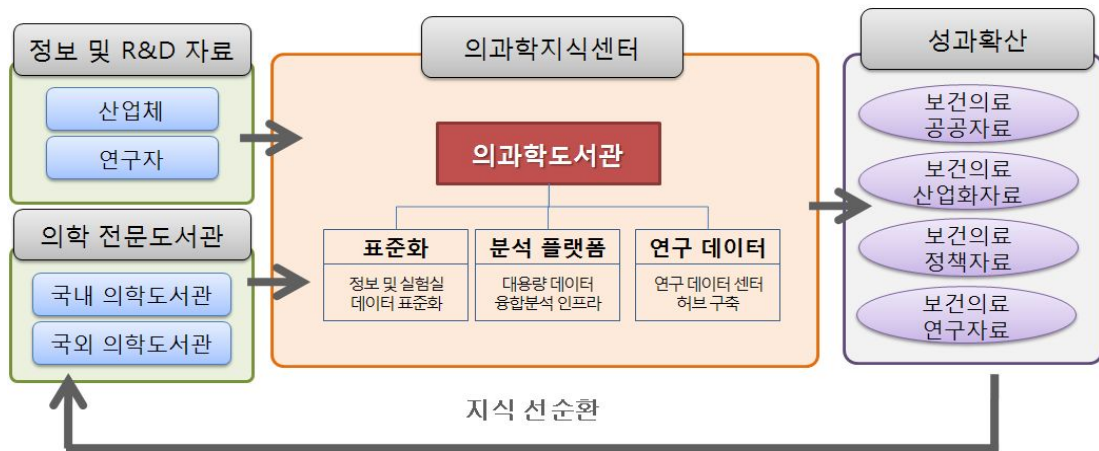 정보 및 R&D 자료
산업체
연구자
의학 전문도서관
국내 의학도서관
국외 의학도서관
의과학지식센터
의과학도서관
표준화
정보 및 실험실
데이터 표준화
분석 플랫폼
대용량 데이터
융합분석 인프라
연구 데이터
연구 데이터 센터
허브 구축
성과확산
보건의료
공공자료
보건의료
산업화자료
보건의료
정책자료
보건의료
연구자료
지식 선순환